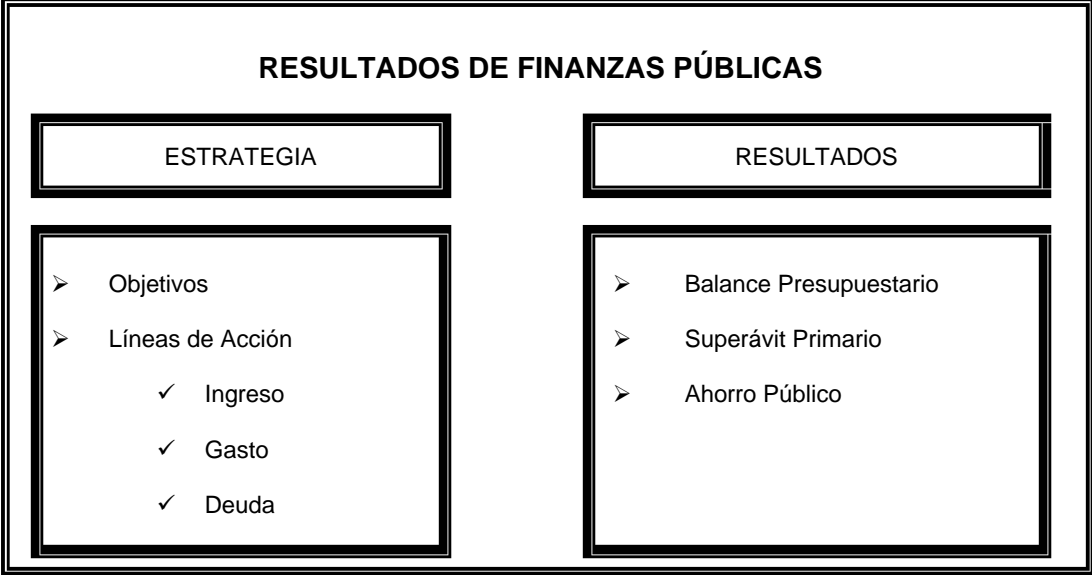 RESULTADOS DE FINANZAS PÚBLICAS
ESTRATEGIA
Objetivos
Líneas de Acción
Ingreso
Gasto
Deuda
RESULTADOS
Balance Presupuestario
Superávit Primario
Ahorro Público